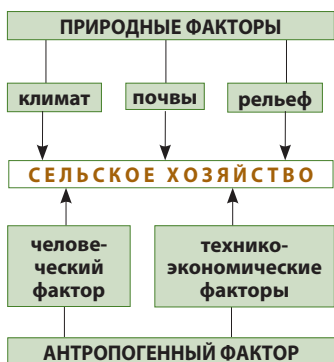 ПРИРОДНЫЕ ФАКТОРЫ
климат
почвы
рельеф
СЕЛЬСКОЕ ХОЗЯЙСТВО
челове-
ческий
фактор
технико-
экономические
факторы
АНТРОПОГЕННЫЙ ФАКТОР